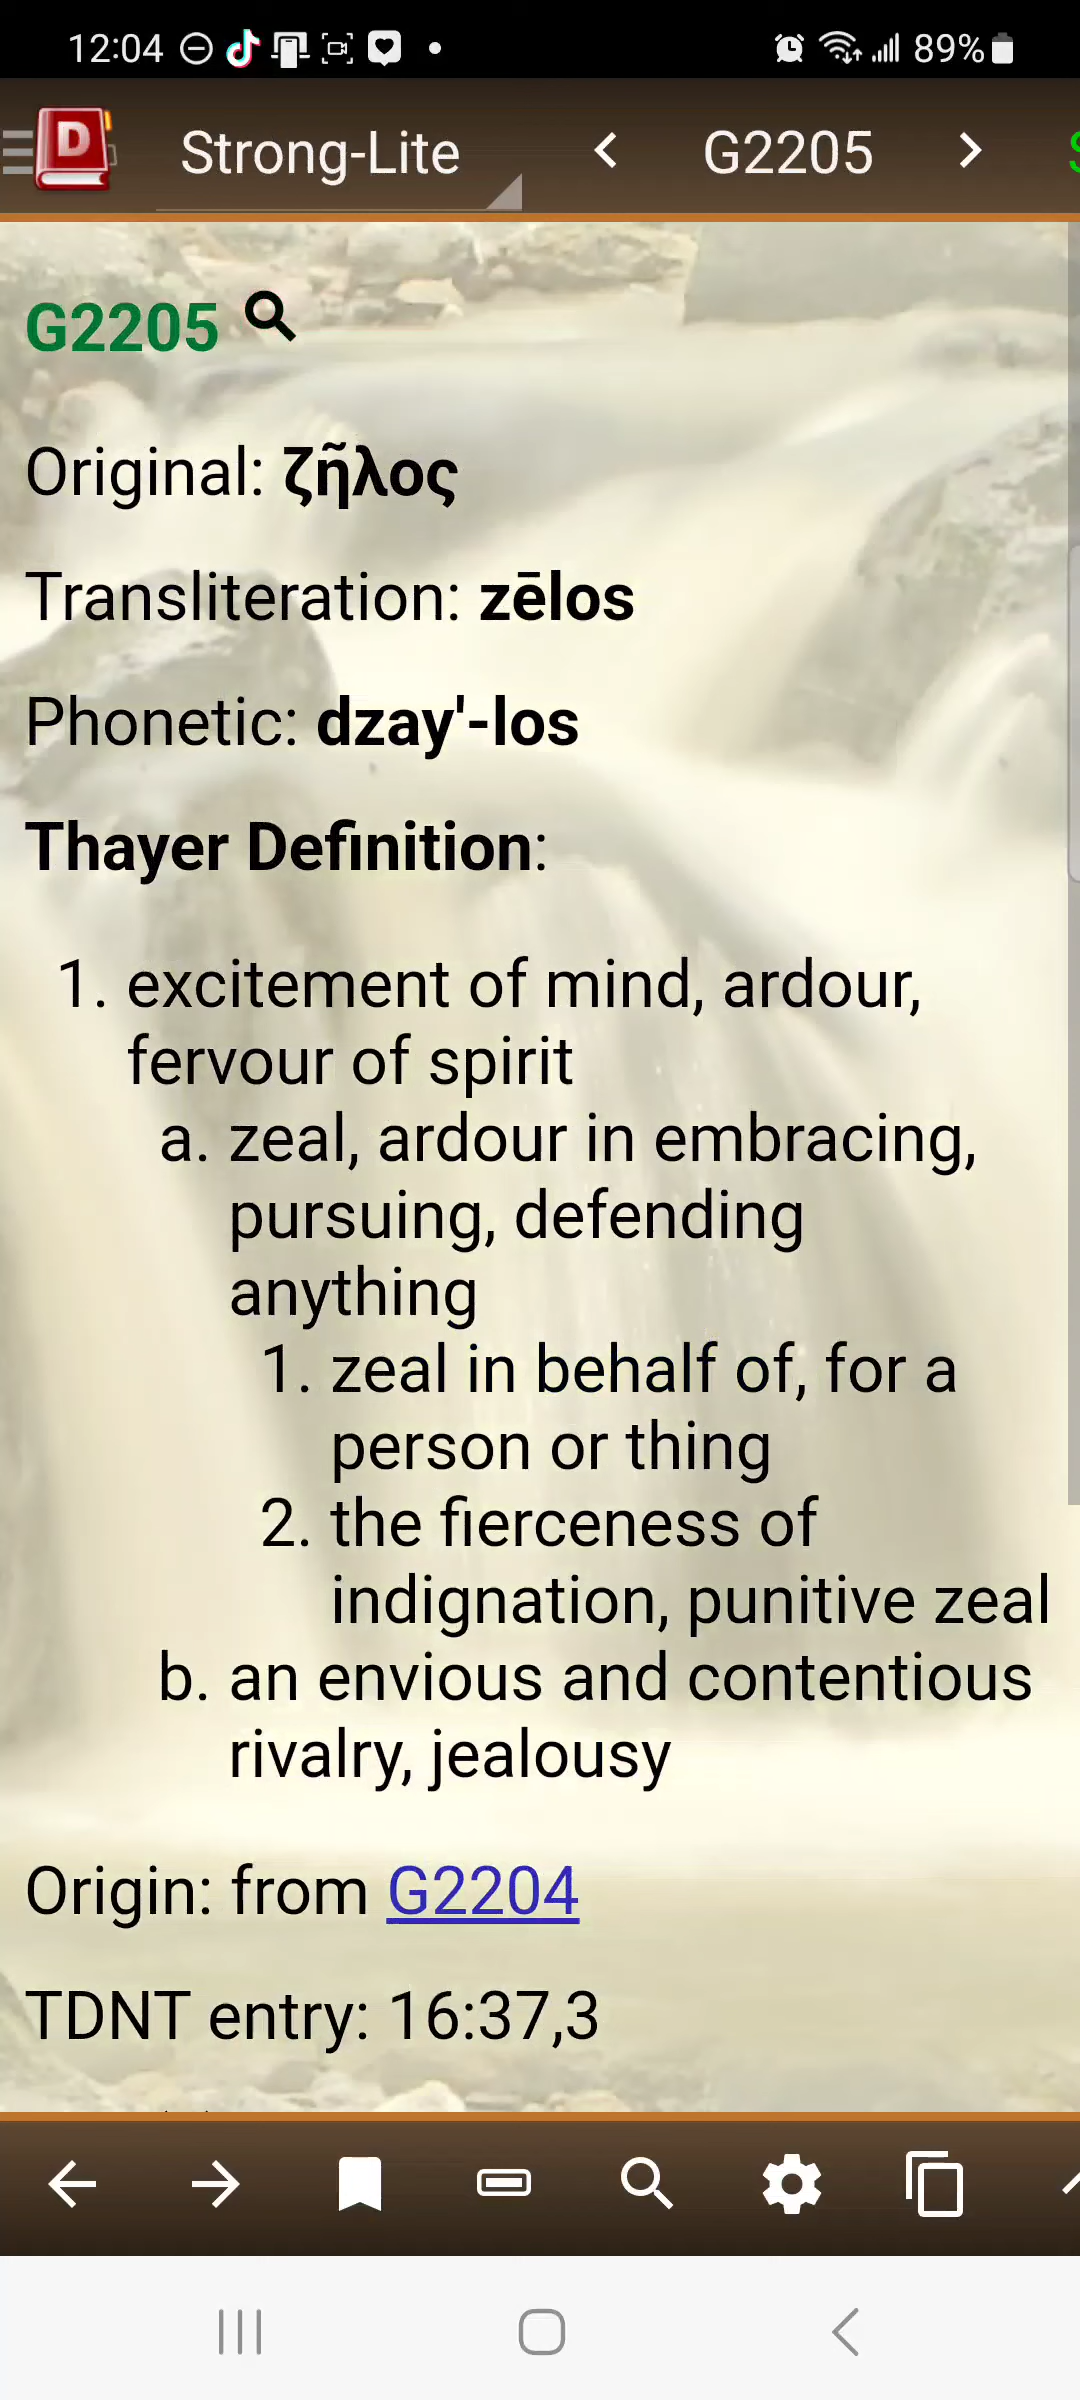 12:04 89%
Strong-Lite < G2205 >
G2205
Original: ζῆλος
Transliteration: zēlos
Phonetic: dzay'-los
Thayer Definition:
1. excitement of mind, ardour,
fervour of spirit
a. zeal, ardour in embracing,
pursuing, defending
anything
1. zeal in behalf of, for a
person or thing
2. the fierceness of
indignation, punitive zeal
b. an envious and contentious
rivalry, jealousy
Origin: from G2204
TDNT entry: 16:37,3